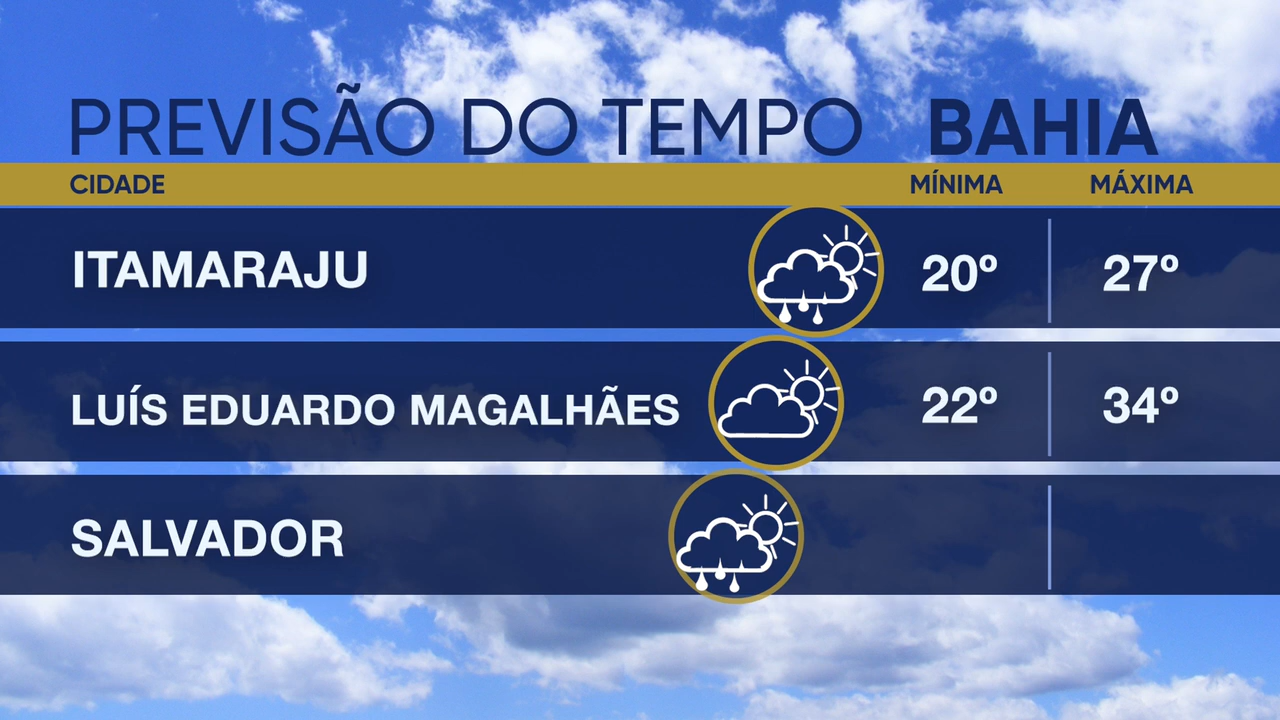 PREVISÃO DO TEMPO BAHIA
CIDADE MÍNIMA MÁXIMA
ITAMARAJU 20º 27º
LUÍS EDUARDO MAGALHÃES 22º 34º
SALVADOR